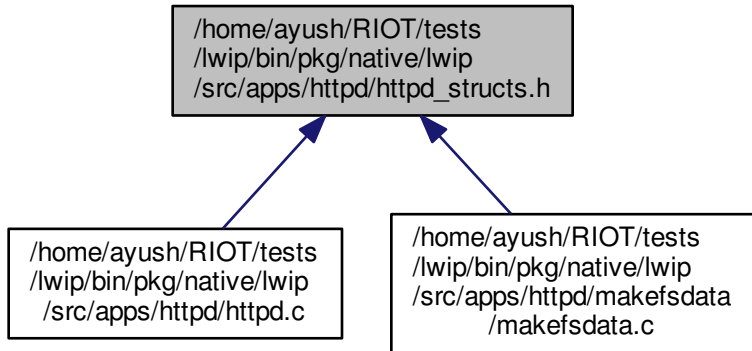 /home/ayush/RIOT/tests
/lwip/bin/pkg/native/lwip
/src/apps/httpd/httpd_structs.h
/home/ayush/RIOT/tests
/lwip/bin/pkg/native/lwip
/src/apps/httpd/httpd.c
/home/ayush/RIOT/tests
/lwip/bin/pkg/native/lwip
/src/apps/httpd/makefsdata
/makefsdata.c